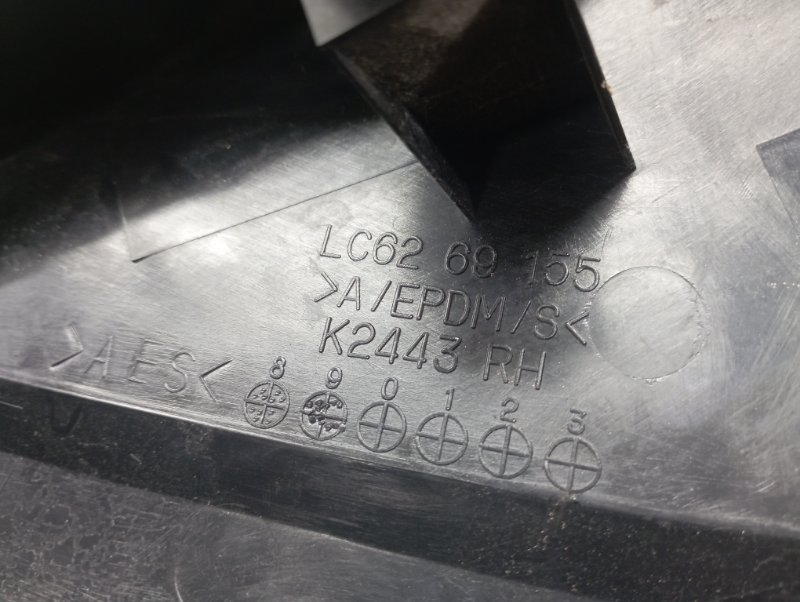 LC62 69 155
>A/EPDM/S<
K2443 RH
>AES<
8 9 0 1 2 3